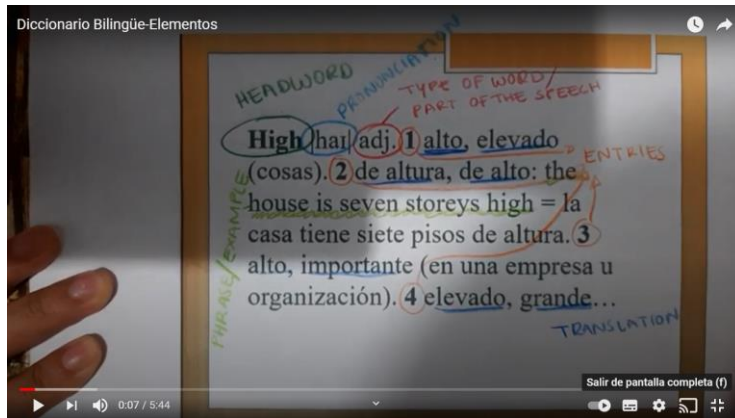 Diccionario Bilingüe-Elementos
HEADWORD
PRONUNCIATION
TYPE OF WORD/
PART OF THE SPEECH
High haɪ adj. 1 alto, elevado
ENTRIES
(cosas). 2 de altura, de alto: the
house is seven storeys high = la
casa tiene siete pisos de altura. 3
alto, importante (en una empresa u
organización). 4 elevado, grande...
PHRASE/EXAMPLE
TRANSLATION
Salir de pantalla completa (f)
0:07 / 5:44